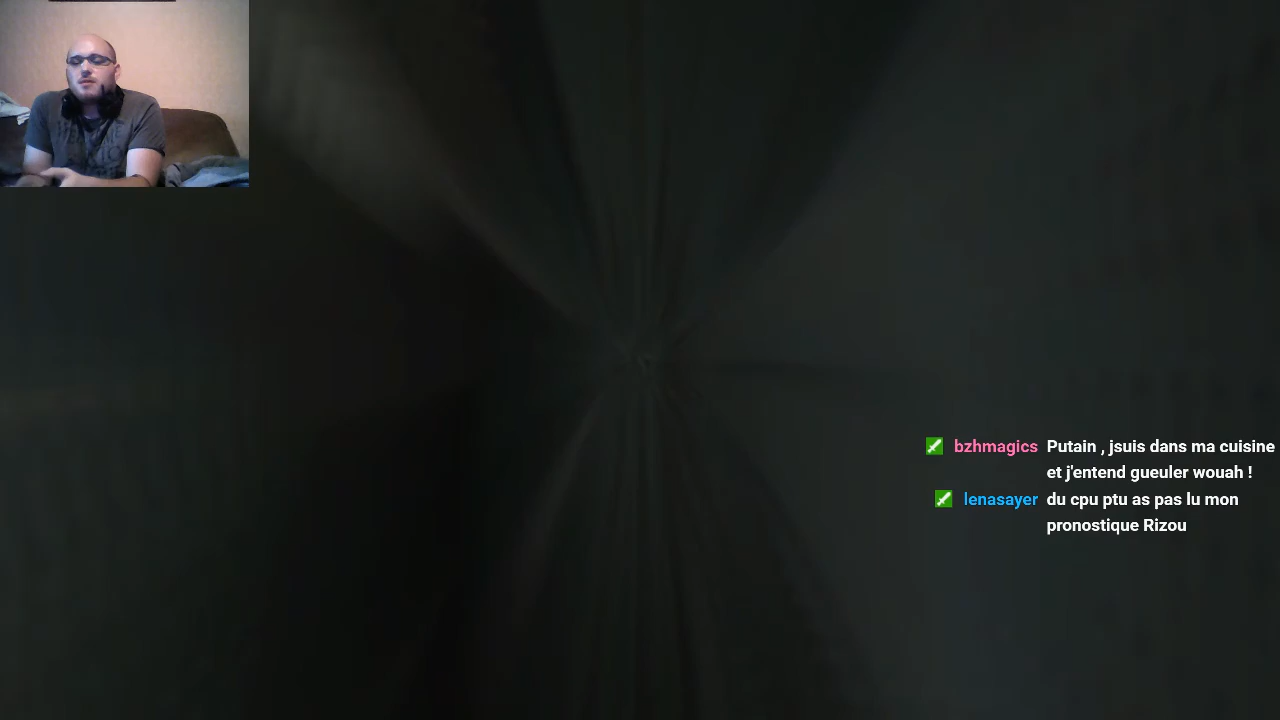 bzhmagics Putain , jsuis dans ma cuisine
et j'entend gueuler wouah !
lenasayer du cpu ptu as pas lu mon
pronostique Rizou